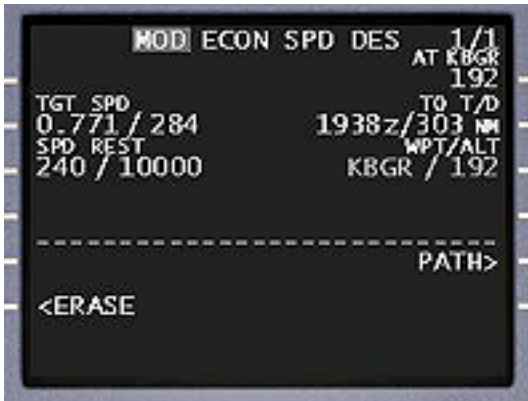 MOD ECON SPD DES 1/1
AT KBGR
192
TGT SPD TO T/D
0.771/284 1938z/303 NM
SPD REST WPT/ALT
240/10000 KBGR/192
------------------------------------
PATH>
<ERASE